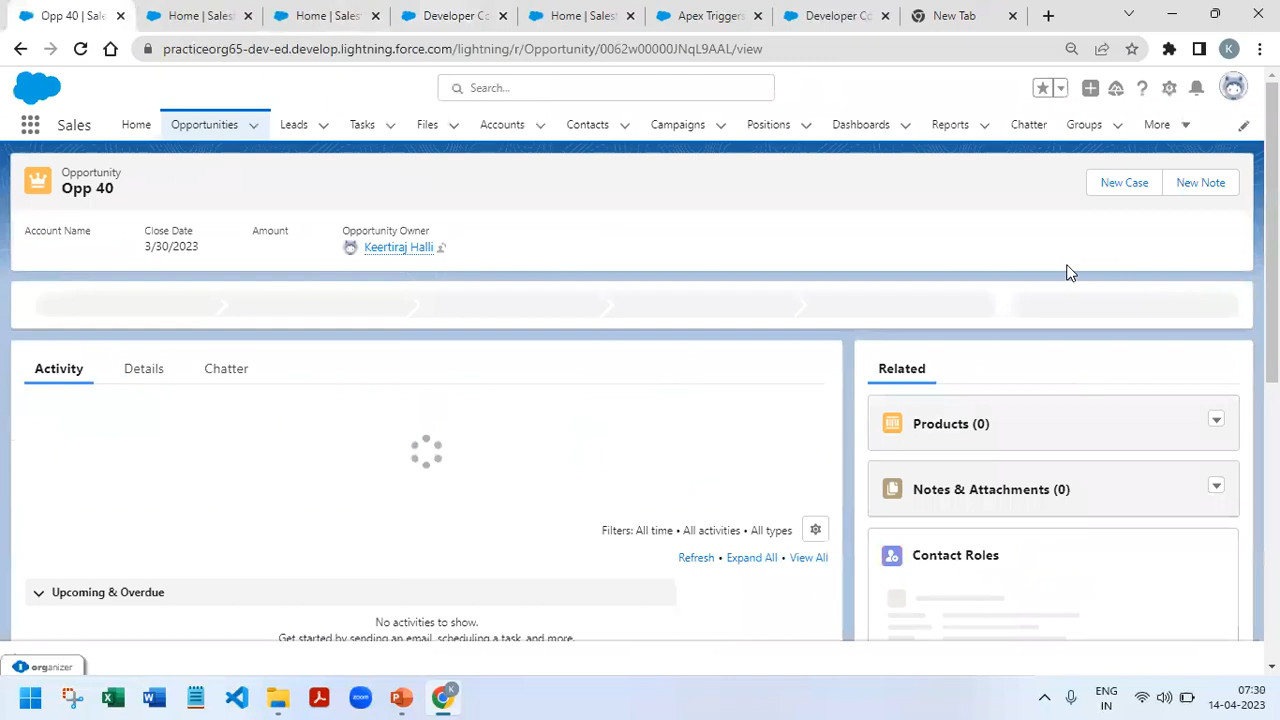 Opp 40 | Sal
Home | Sales
Home | Sales
Developer Co
Home | Sales
Apex Triggers
Developer Co
New Tab
practiceorg65-dev-ed.develop.lightning.force.com/lightning/r/Opportunity/0062w00000JNqL9AAL/view
K
Search...
Sales
Home
Opportunities
Leads
Tasks
Files
Accounts
Contacts
Campaigns
Positions
Dashboards
Reports
Chatter
Groups
More
Opportunity
Opp 40
New Case
New Note
Account Name
Close Date
Amount
Opportunity Owner
3/30/2023
Keertiraj Halli
Activity
Details
Chatter
Related
Products (0)
Notes & Attachments (0)
Filters: All time • All activities • All types
Refresh • Expand All • View All
Contact Roles
Upcoming & Overdue
No activities to show.
Get started by sending an email, scheduling a task, and more.
organizer
zoom
K
ENG
IN
07:30
14-04-2023